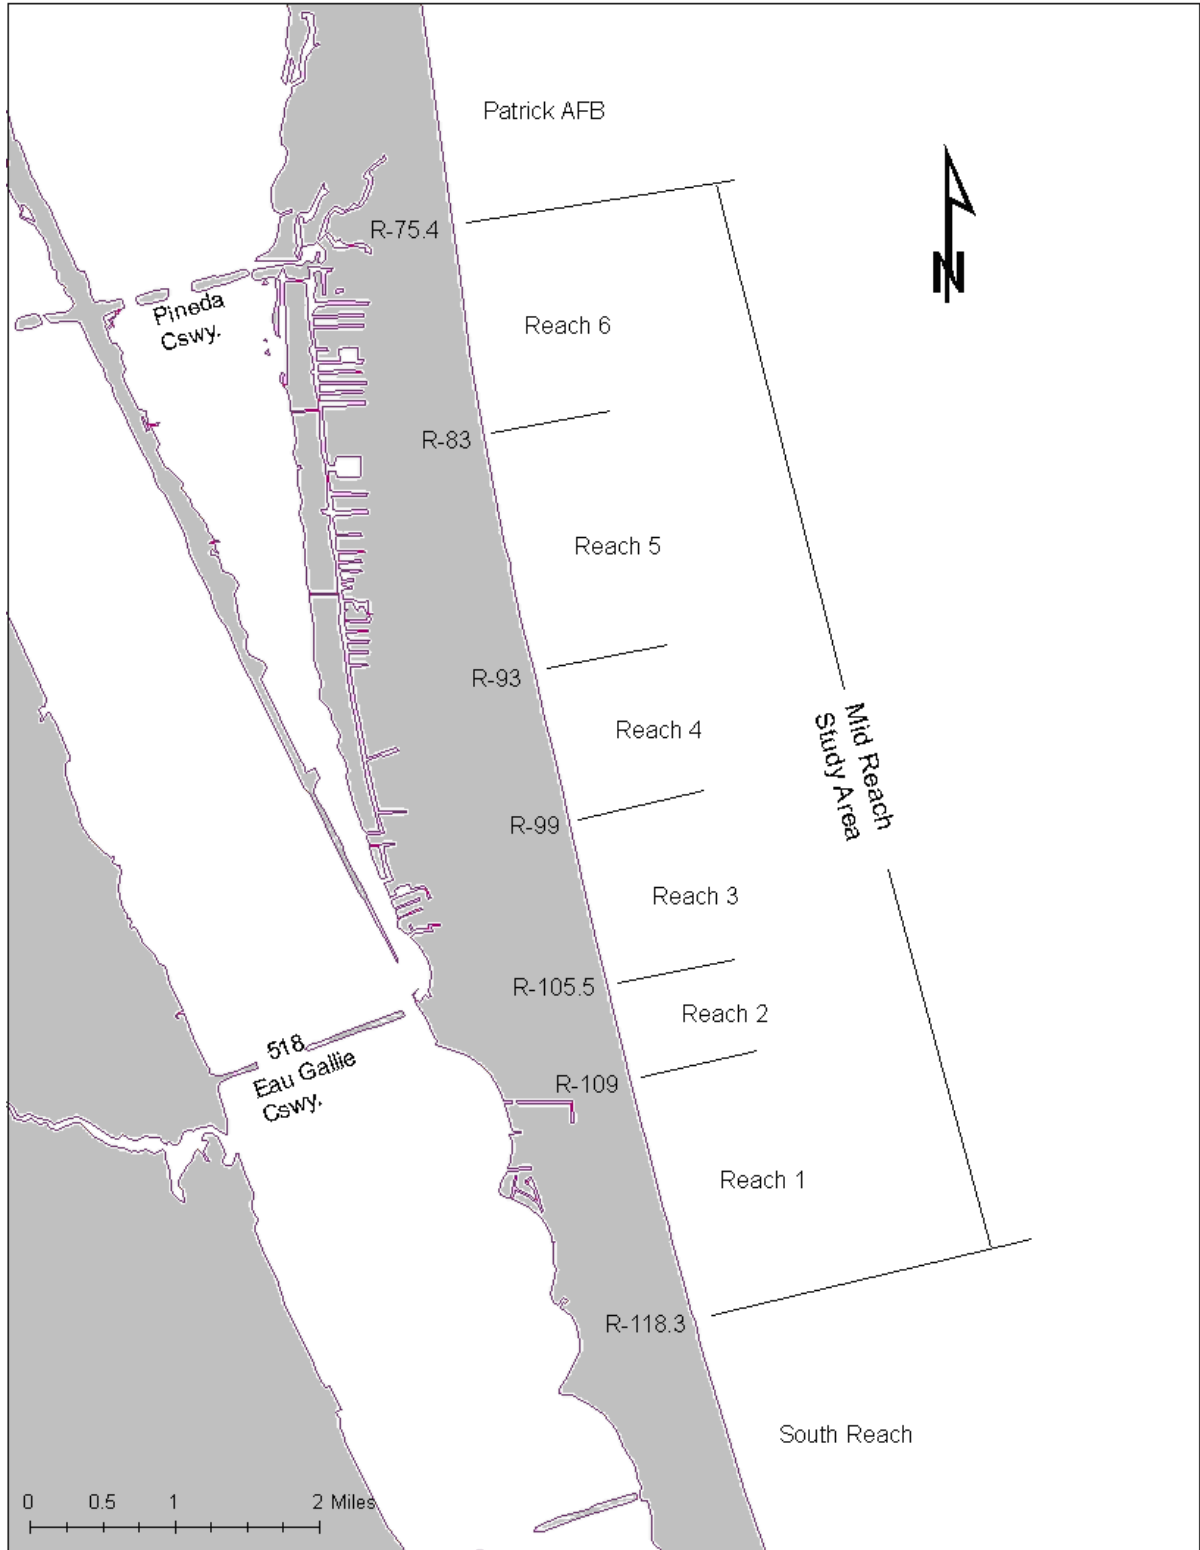 Patrick AFB
R-75.4
N
Pineda
Cswy.
Reach 6
R-83
Reach 5
R-93
Reach 4
Mid Reach
Study Area
R-99
Reach 3
R-105.5
Reach 2
518
Eau Gallie
Cswy.
R-109
Reach 1
R-118.3
South Reach
0 0.5 1 2 Miles